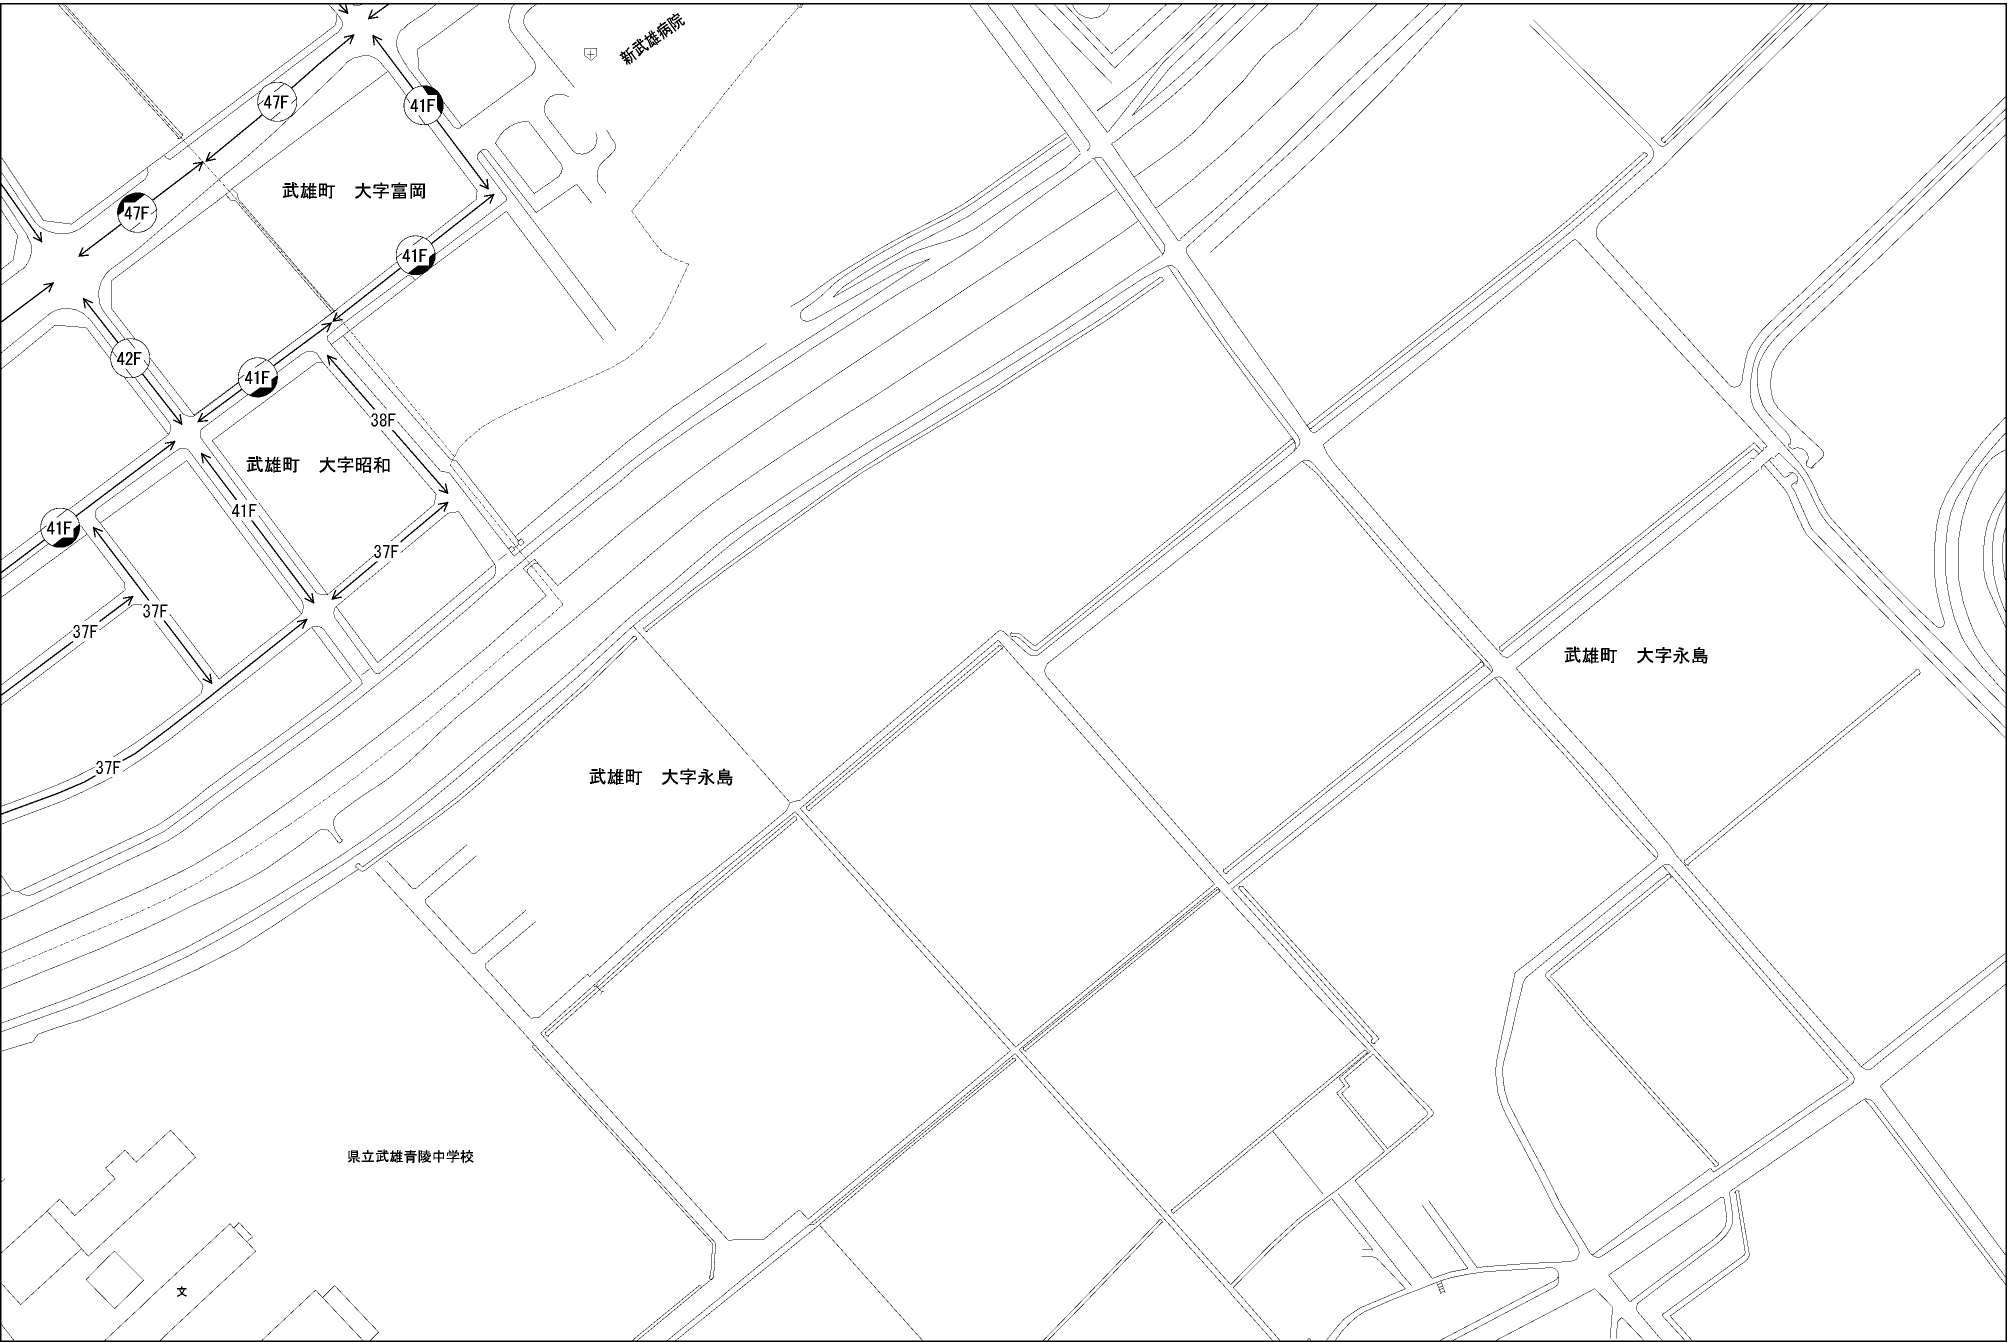 新武雄病院
47F
41F
武雄町　大字富岡
47F
41F
42F
41F
38F
武雄町　大字昭和
41F
41F
37F
37F
37F
37F
武雄町　大字永島
武雄町　大字永島
県立武雄青陵中学校
文